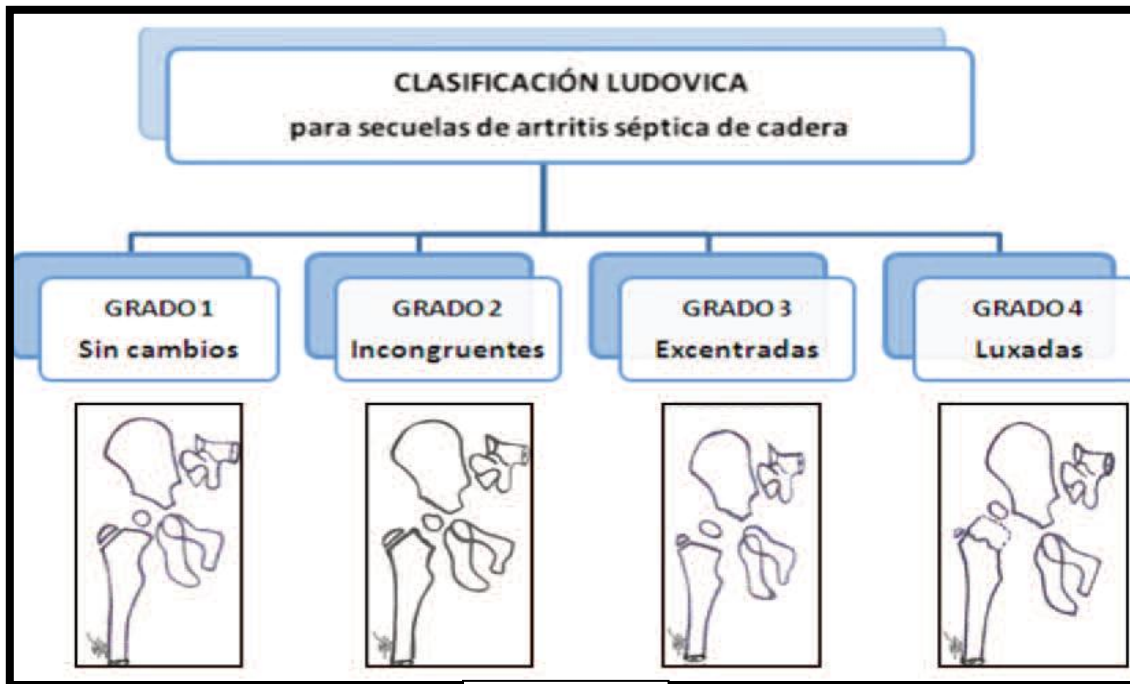 CLASIFICACIÓN LUDOVICA
para secuelas de artritis séptica de cadera
GRADO 1
Sin cambios
GRADO 2
Incongruentes
GRADO 3
Excentradas
GRADO 4
Luxadas